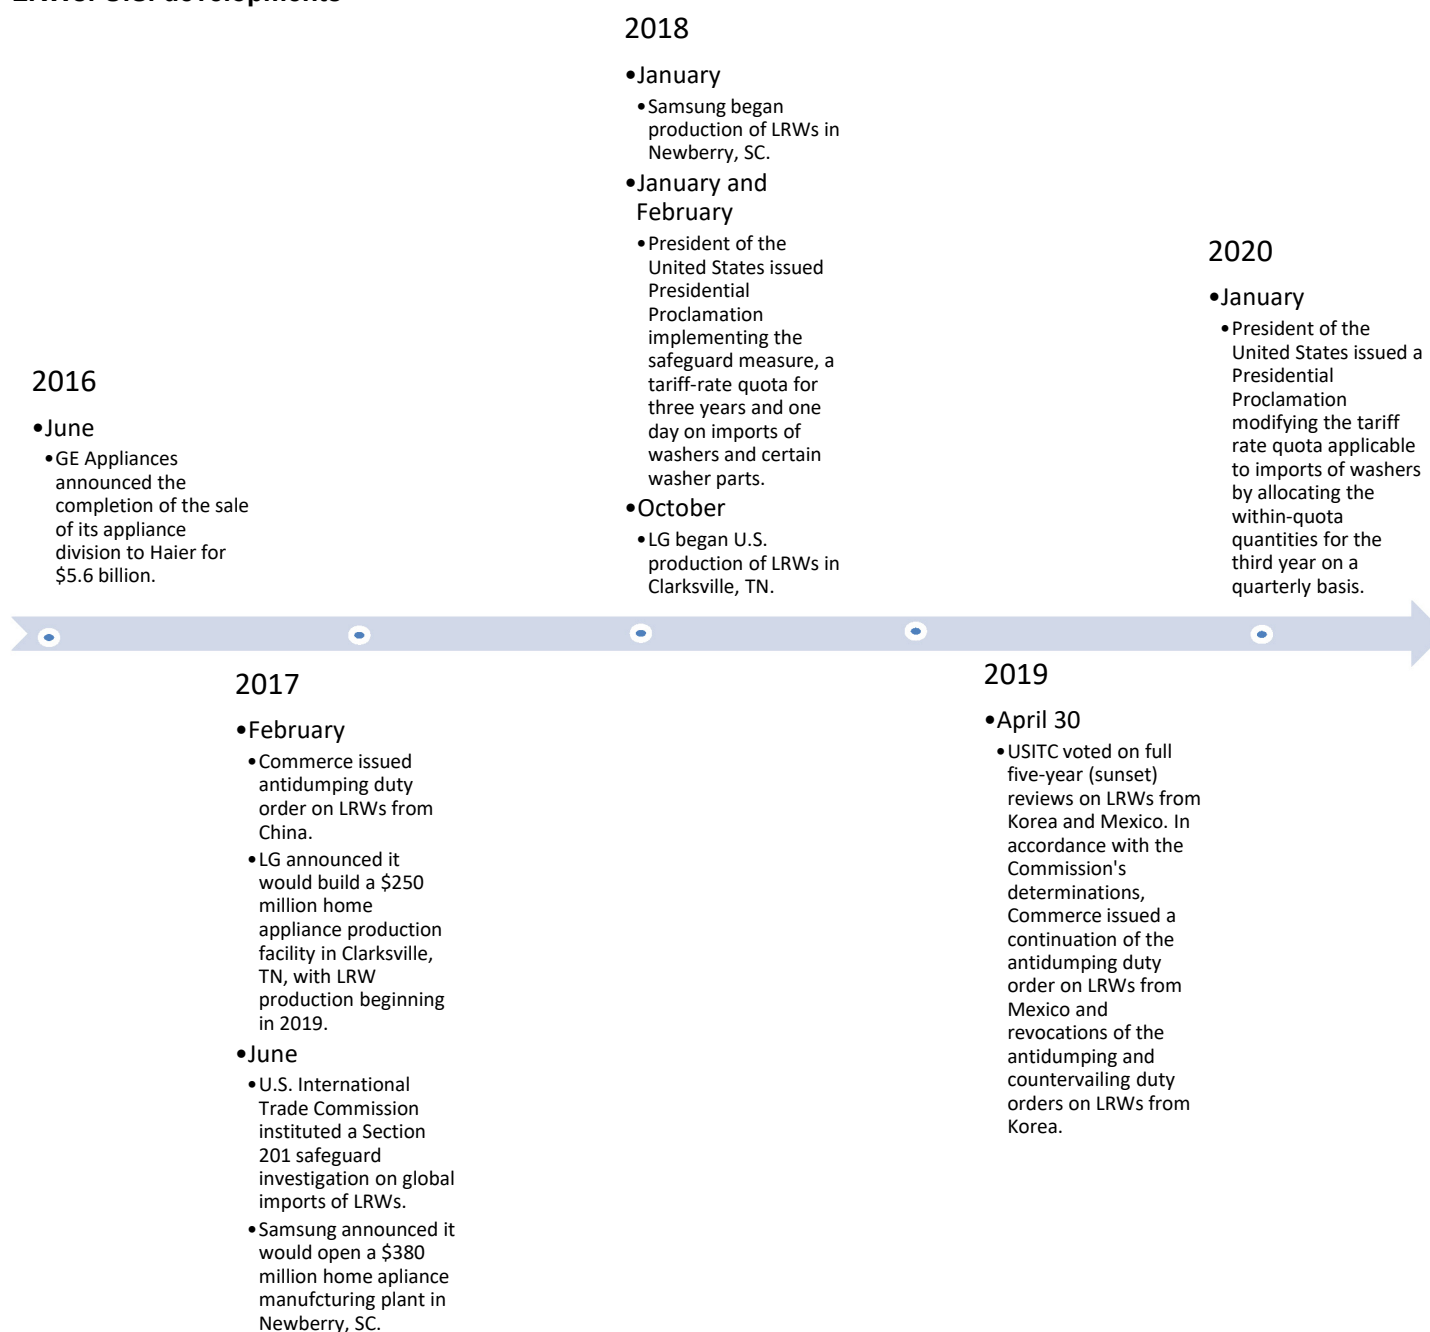 LRWs: U.S. developments
2016
•June
•GE Appliances
announced the
completion of the sale
of its appliance
division to Haier for
$5.6 billion.
2017
•February
•Commerce issued
antidumping duty
order on LRWs from
China.
•LG announced it
would build a $250
million home
appliance production
facility in Clarksville,
TN, with LRW
production beginning
in 2019.
•June
•U.S. International
Trade Commission
instituted a Section
201 safeguard
investigation on global
imports of LRWs.
•Samsung announced it
would open a $380
million home apliance
manufcturing plant in
Newberry, SC.
2018
•January
•Samsung began
production of LRWs in
Newberry, SC.
•January and
February
•President of the
United States issued
Presidential
Proclamation
implementing the
safeguard measure, a
tariff-rate quota for
three years and one
day on imports of
washers and certain
washer parts.
•October
•LG began U.S.
production of LRWs in
Clarksville, TN.
2019
•April 30
•USITC voted on full
five-year (sunset)
reviews on LRWs from
Korea and Mexico. In
accordance with the
Commission's
determinations,
Commerce issued a
continuation of the
antidumping duty
order on LRWs from
Mexico and
revocations of the
antidumping and
countervailing duty
orders on LRWs from
Korea.
2020
•January
•President of the
United States issued a
Presidential
Proclamation
modifying the tariff
rate quota applicable
to imports of washers
by allocating the
within-quota
quantities for the
third year on a
quarterly basis.